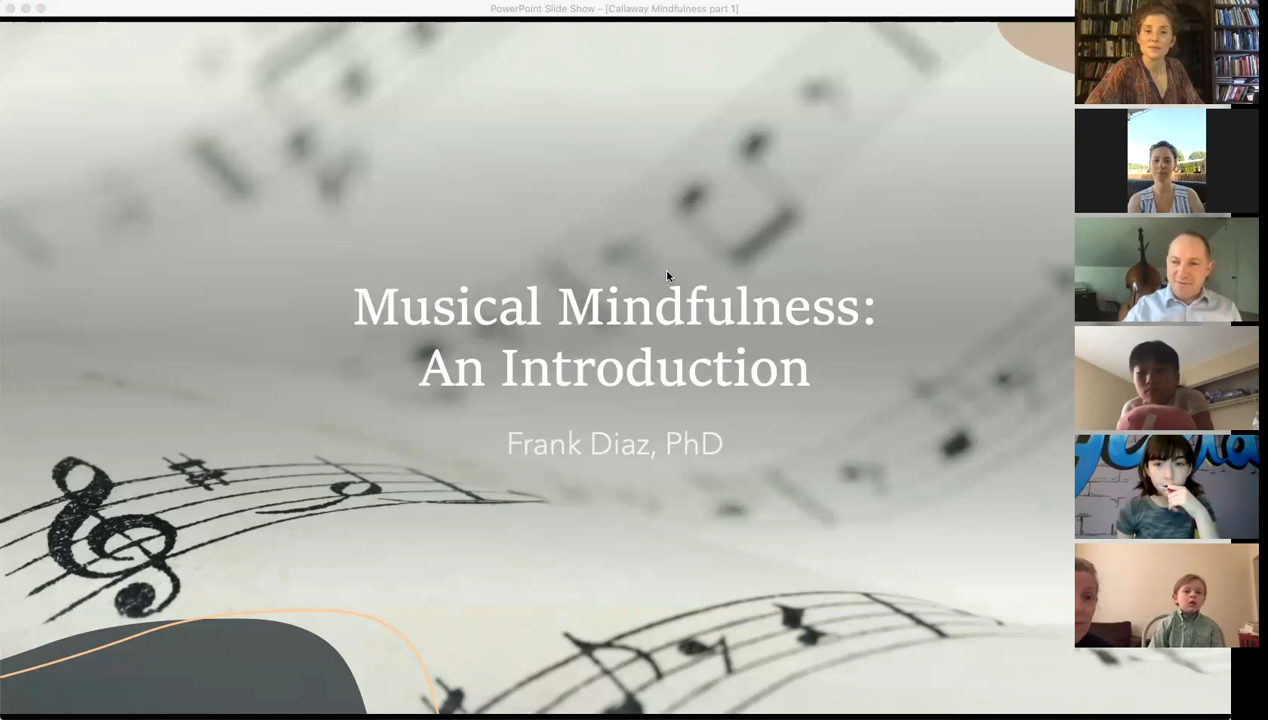 PowerPoint Slide Show - [Callaway Mindfulness part 1]
Musical Mindfulness:
An Introduction
Frank Diaz, PhD